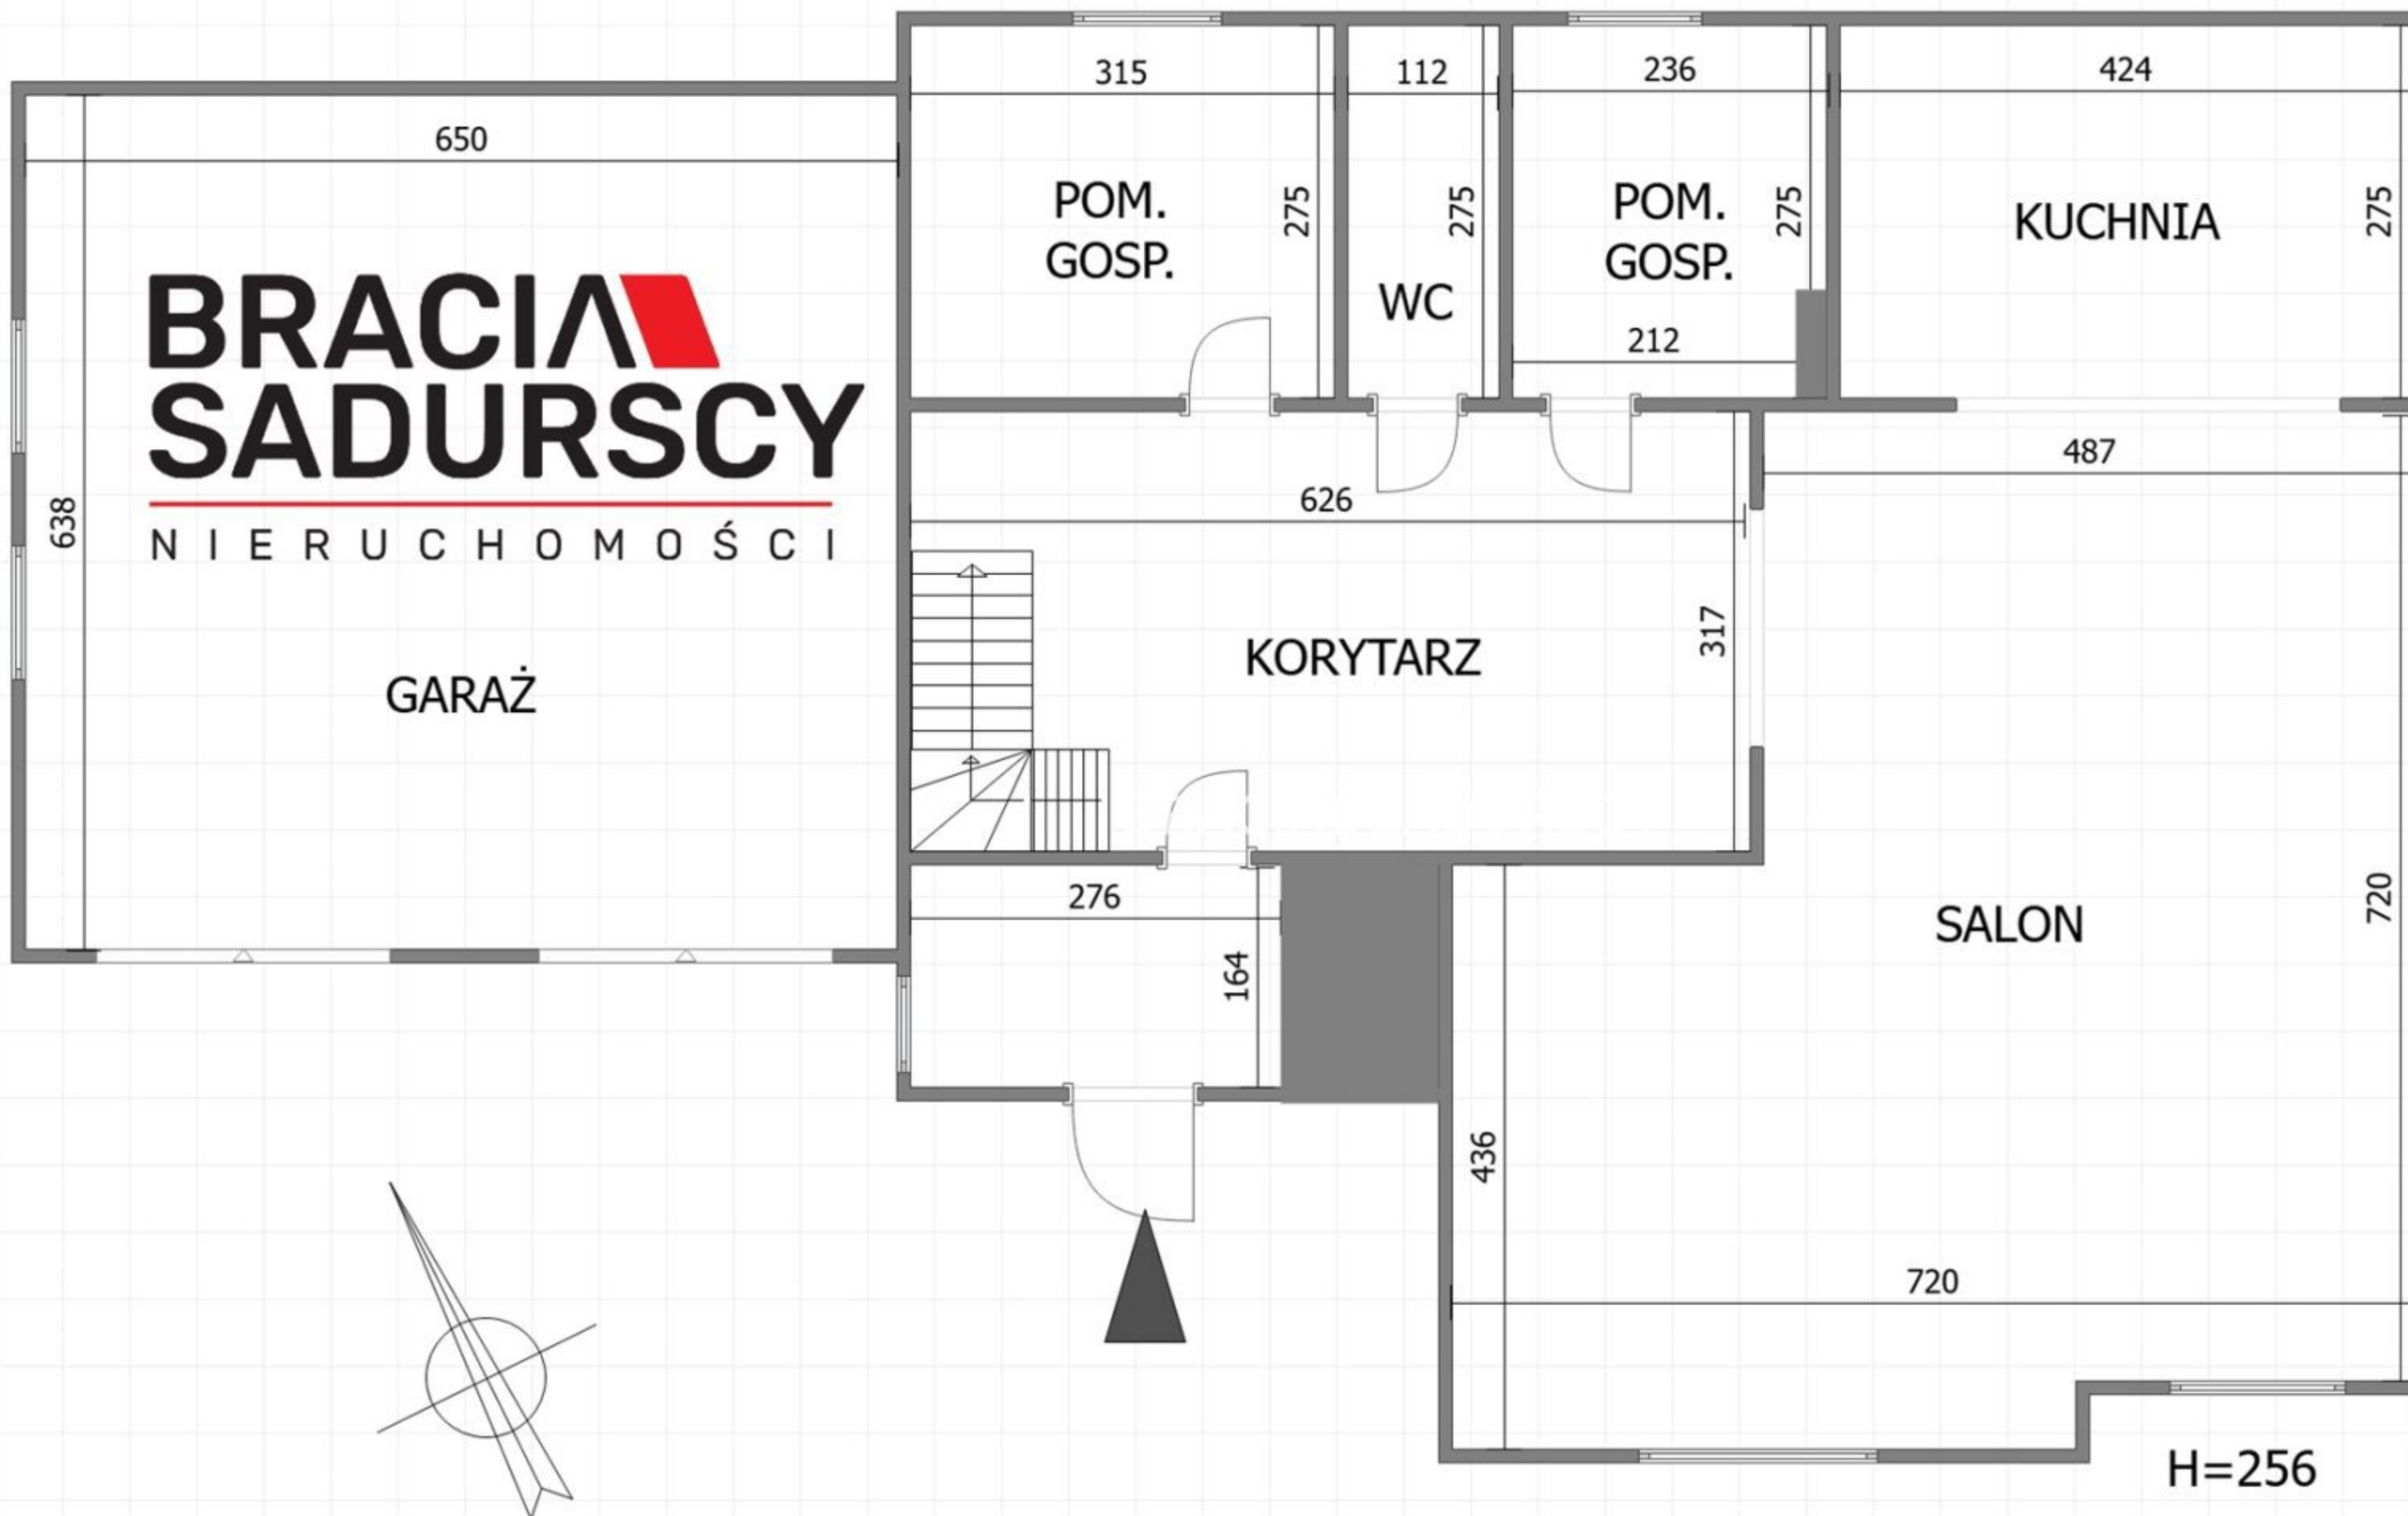 315
112
236
424
650
POM.
GOSP.
275
WC
275
POM.
GOSP.
275
212
KUCHNIA
275
BRACIA
SADURSCY
NIERUCHOMOŚCI
638
GARAŻ
626
487
KORYTARZ
317
276
164
SALON
720
436
720
H=256